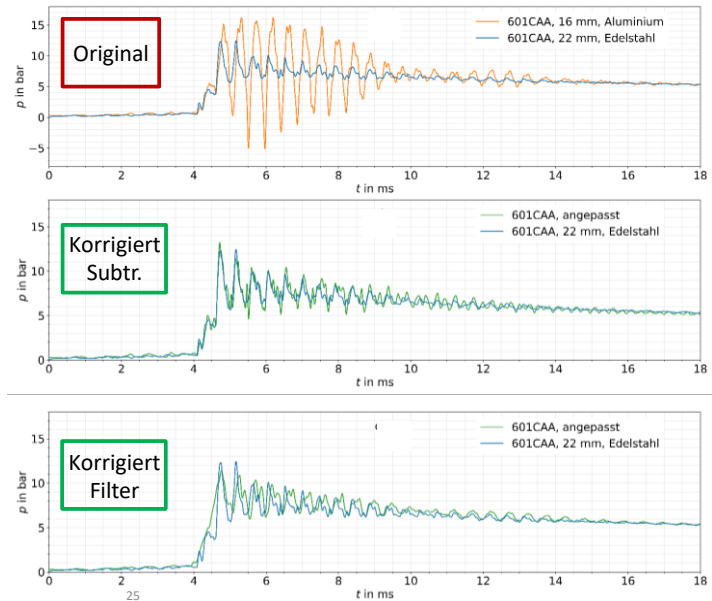 Original
601CAA, 16 mm, Aluminium
601CAA, 22 mm, Edelstahl
p in bar
15
10
5
0
−5
0 2 4 6 8 10 12 14 16 18
t in ms
Korrigiert
Subtr.
601CAA, angepasst
601CAA, 22 mm, Edelstahl
p in bar
15
10
5
0
0 2 4 6 8 10 12 14 16 18
t in ms
Korrigiert
Filter
601CAA, angepasst
601CAA, 22 mm, Edelstahl
p in bar
15
10
5
0
0 2 4 6 8 10 12 14 16 18
t in ms
25